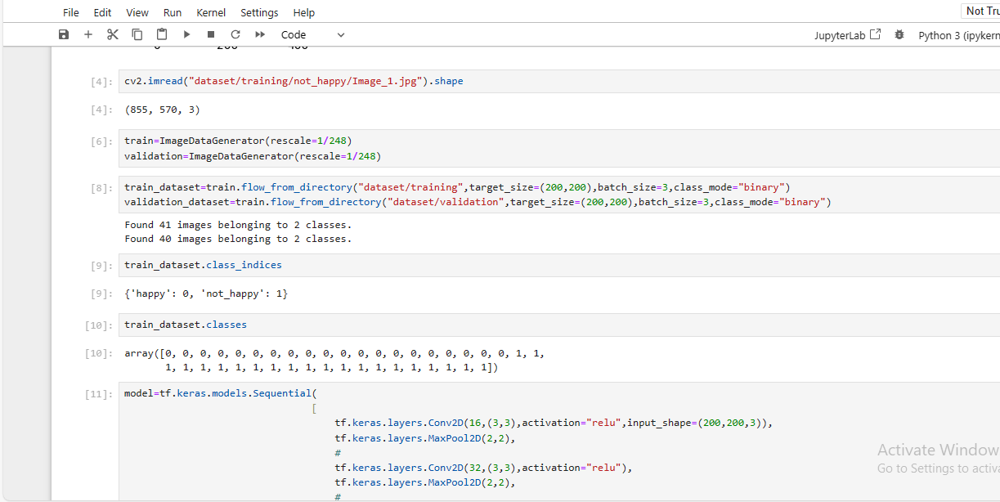 File Edit View Run Kernel Settings Help
Not Tru
Code
JupyterLab
Python 3 (ipykern
0 200 400
[4]: cv2.imread("dataset/training/not_happy/Image_1.jpg").shape
[4]: (855, 570, 3)
[6]: train=ImageDataGenerator(rescale=1/248)
validation=ImageDataGenerator(rescale=1/248)
[8]: train_dataset=train.flow_from_directory("dataset/training",target_size=(200,200),batch_size=3,class_mode="binary")
validation_dataset=train.flow_from_directory("dataset/validation",target_size=(200,200),batch_size=3,class_mode="binary")
Found 41 images belonging to 2 classes.
Found 40 images belonging to 2 classes.
[9]: train_dataset.class_indices
[9]: {'happy': 0, 'not_happy': 1}
[10]: train_dataset.classes
[10]: array([0, 0, 0, 0, 0, 0, 0, 0, 0, 0, 0, 0, 0, 0, 0, 0, 0, 0, 0, 0, 1, 1,
1, 1, 1, 1, 1, 1, 1, 1, 1, 1, 1, 1, 1, 1, 1, 1, 1, 1, 1])
[11]: model=tf.keras.models.Sequential(
[
tf.keras.layers.Conv2D(16,(3,3),activation="relu",input_shape=(200,200,3)),
tf.keras.layers.MaxPool2D(2,2),
#
tf.keras.layers.Conv2D(32,(3,3),activation="relu"),
tf.keras.layers.MaxPool2D(2,2),
#
Activate Window
Go to Settings to activa